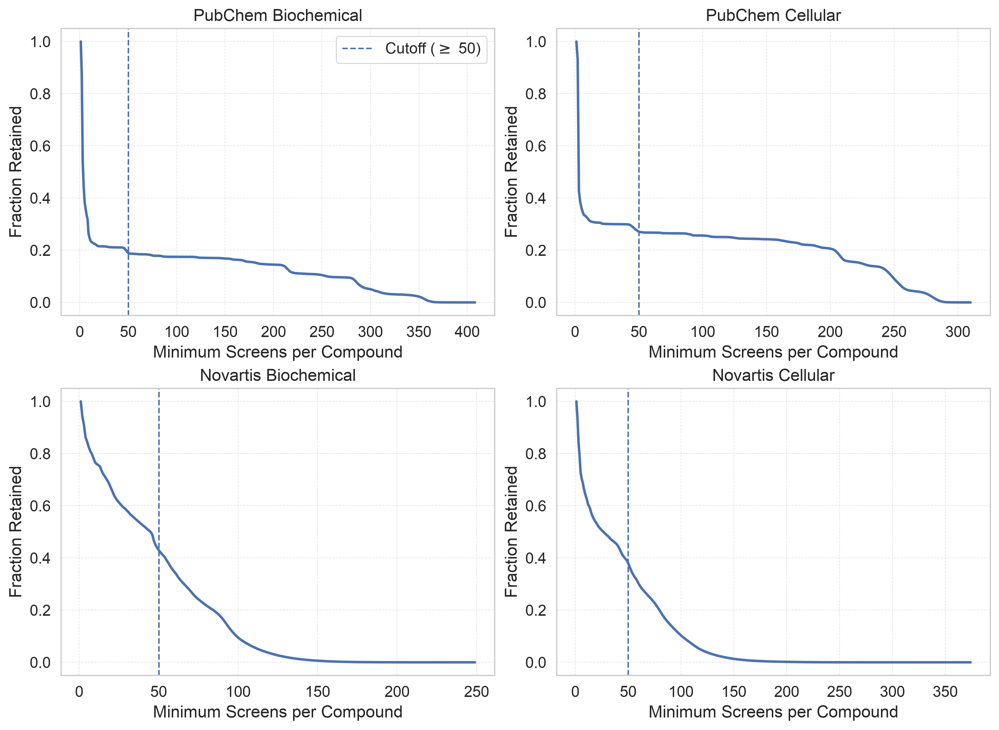 PubChem Biochemical
Cutoff (≥ 50)
Fraction Retained
1.0
0.8
0.6
0.4
0.2
0.0
0 50 100 150 200 250 300 350 400
Minimum Screens per Compound
PubChem Cellular
Fraction Retained
1.0
0.8
0.6
0.4
0.2
0.0
0 50 100 150 200 250 300
Minimum Screens per Compound
Novartis Biochemical
Fraction Retained
1.0
0.8
0.6
0.4
0.2
0.0
0 50 100 150 200 250
Minimum Screens per Compound
Novartis Cellular
Fraction Retained
1.0
0.8
0.6
0.4
0.2
0.0
0 50 100 150 200 250 300 350
Minimum Screens per Compound